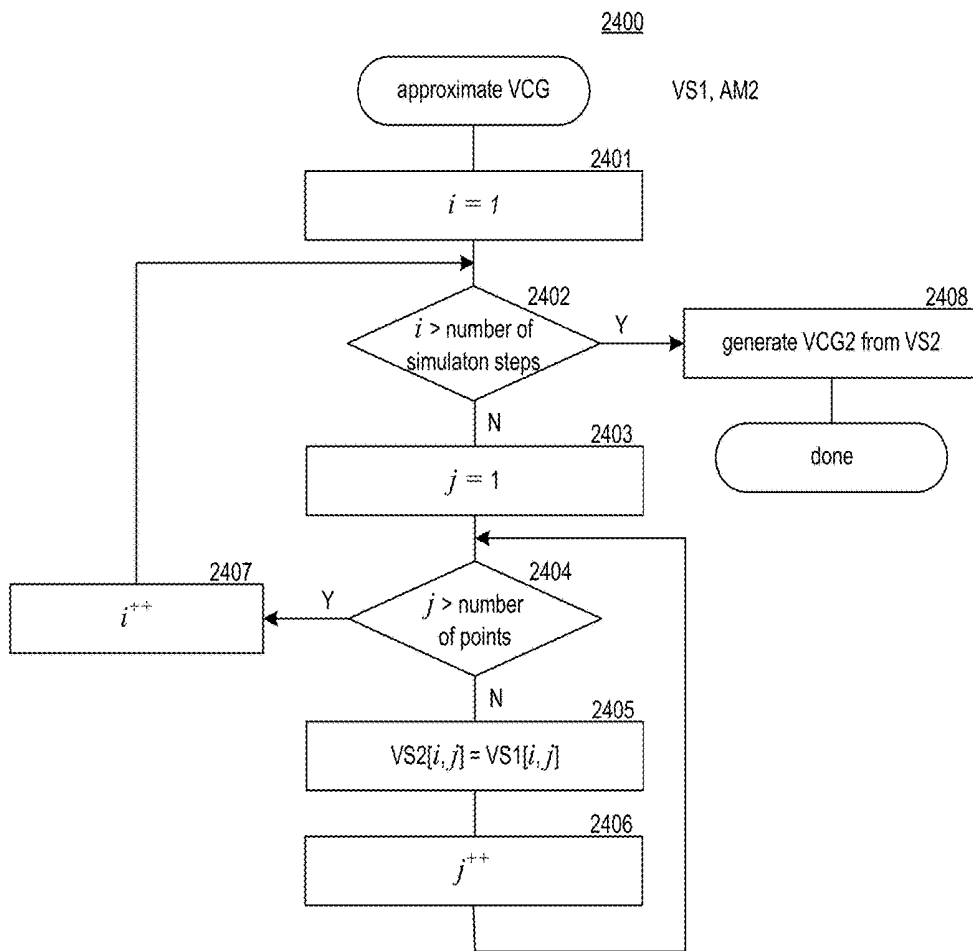 2400
approximate VCG
VS1, AM2
2401
i = 1
2402
i > number of
simulaton steps
Y
2408
generate VCG2 from VS2
N
done
2403
j = 1
2404
j > number
of points
Y
2407
i++
N
2405
VS2[i, j] = VS1[i, j]
2406
j++